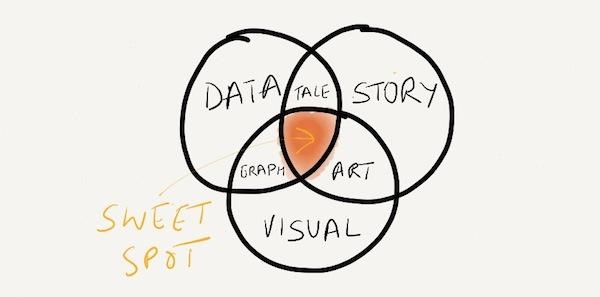 DATA TALE STORY
GRAPH ART
VISUAL
SWEET
SPOT